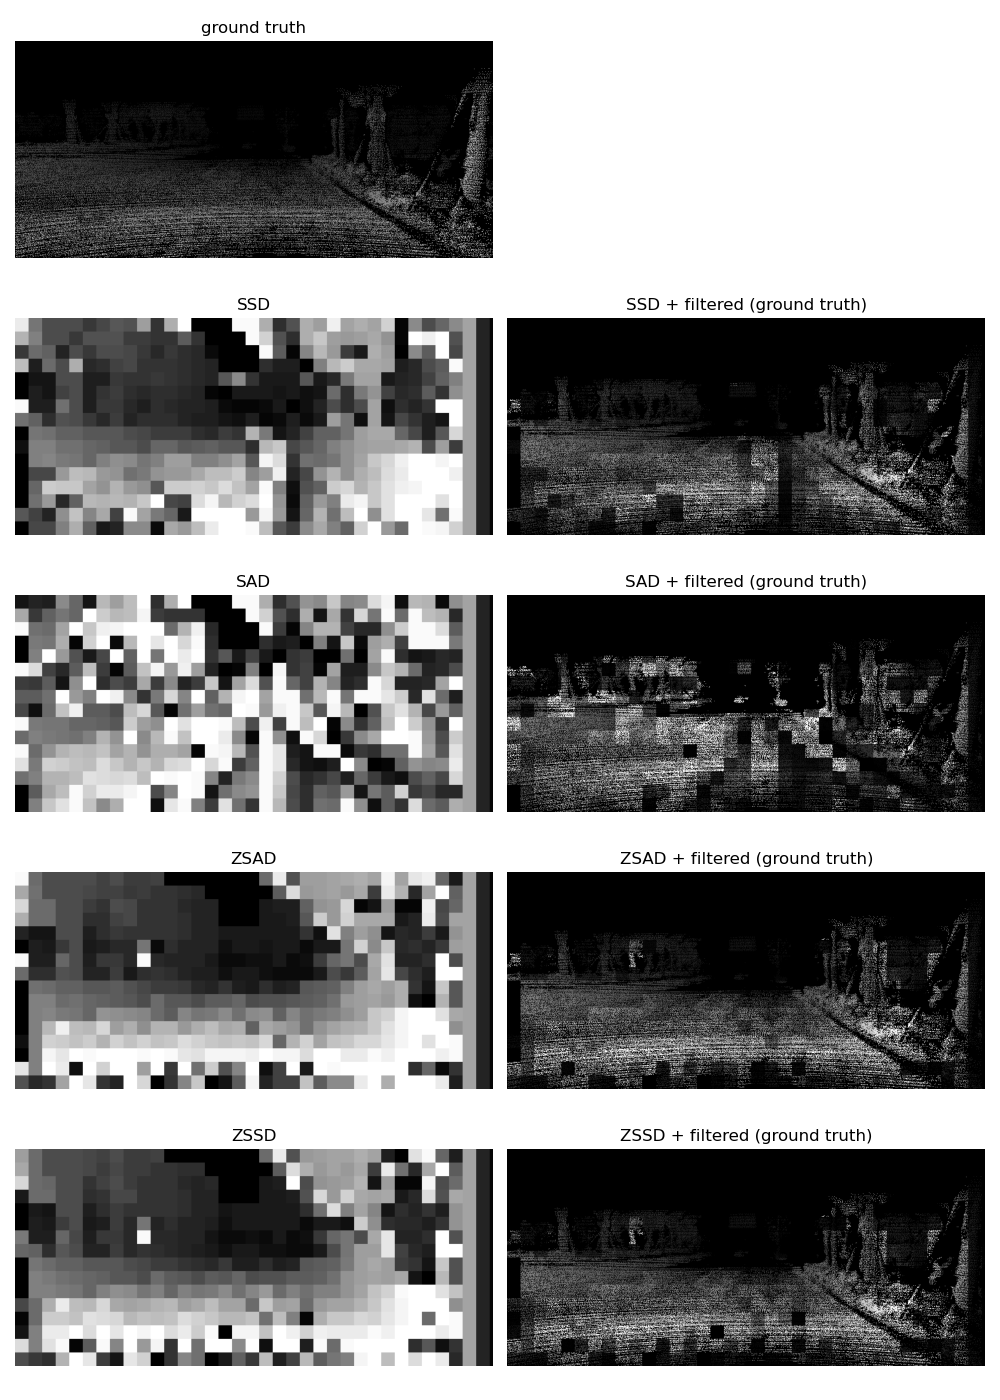 ground truth
SSD
SSD + filtered (ground truth)
SAD
SAD + filtered (ground truth)
ZSAD
ZSAD + filtered (ground truth)
ZSSD
ZSSD + filtered (ground truth)